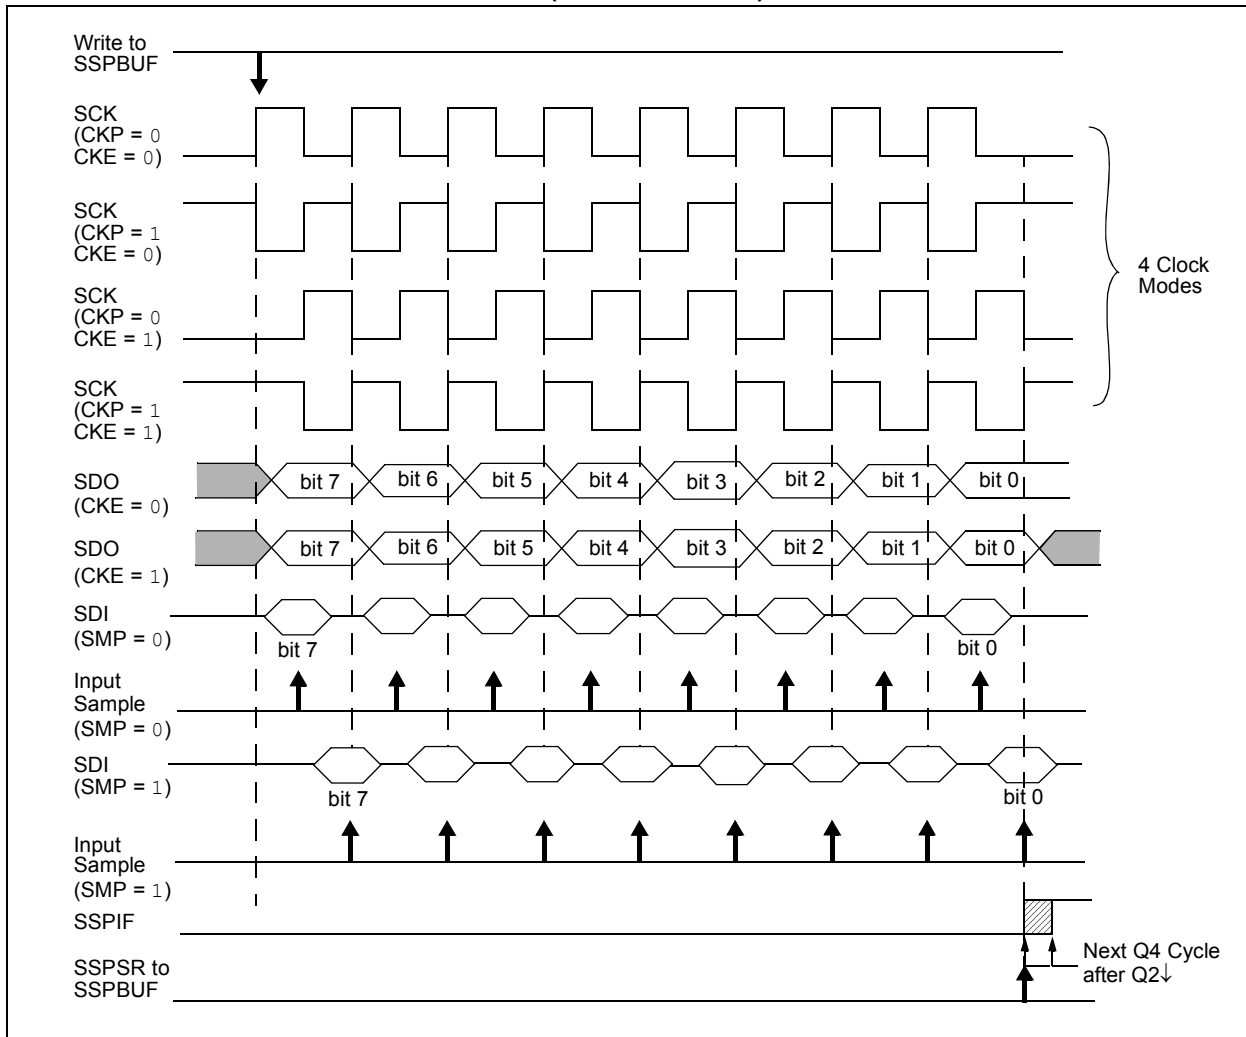 Write to
SSPBUF
SCK
(CKP = 0
CKE = 0)
SCK
(CKP = 1
CKE = 0)
SCK
(CKP = 0
CKE = 1)
SCK
(CKP = 1
CKE = 1)
4 Clock
Modes
SDO
(CKE = 0)
bit 7 bit 6 bit 5 bit 4 bit 3 bit 2 bit 1 bit 0
SDO
(CKE = 1)
bit 7 bit 6 bit 5 bit 4 bit 3 bit 2 bit 1 bit 0
SDI
(SMP = 0)
bit 7 bit 0
Input
Sample
(SMP = 0)
SDI
(SMP = 1)
bit 7 bit 0
Input
Sample
(SMP = 1)
SSPIF
Next Q4 Cycle
after Q2↓
SSPSR to
SSPBUF